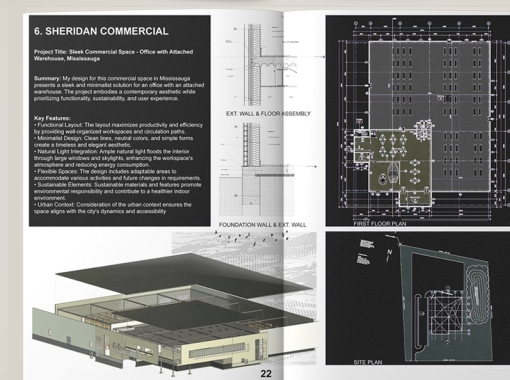 6. SHERIDAN COMMERCIAL
Project Title: Sleek Commercial Space - Office with Attached
Warehouse, Mississauga
Summary: My design for this commercial space in Mississauga
presents a sleek and minimalist solution for an office with an attached
warehouse. The project embodies a contemporary aesthetic while
prioritizing functionality, sustainability, and user experience.
Key Features:
• Functional Layout: The layout maximizes productivity and efficiency
by providing well-organized workspaces and circulation paths.
• Minimalist Design: Clean lines, neutral colors, and simple forms
create a timeless and elegant aesthetic.
• Natural Light Integration: Ample natural light floods the interior
through large windows and skylights, enhancing the workspace's
atmosphere and reducing energy consumption.
• Flexible Spaces: The design includes adaptable areas to
accommodate various activities and future changes in requirements.
• Sustainable Elements: Sustainable materials and features promote
environmental responsibility and contribute to a healthier indoor
environment.
• Urban Context: Consideration of the urban context ensures the
space aligns with the city's dynamics and accessibility
EXT. WALL & FLOOR ASSEMBLY
FOUNDATION WALL & EXT. WALL
FIRST FLOOR PLAN
N
SITE PLAN
22